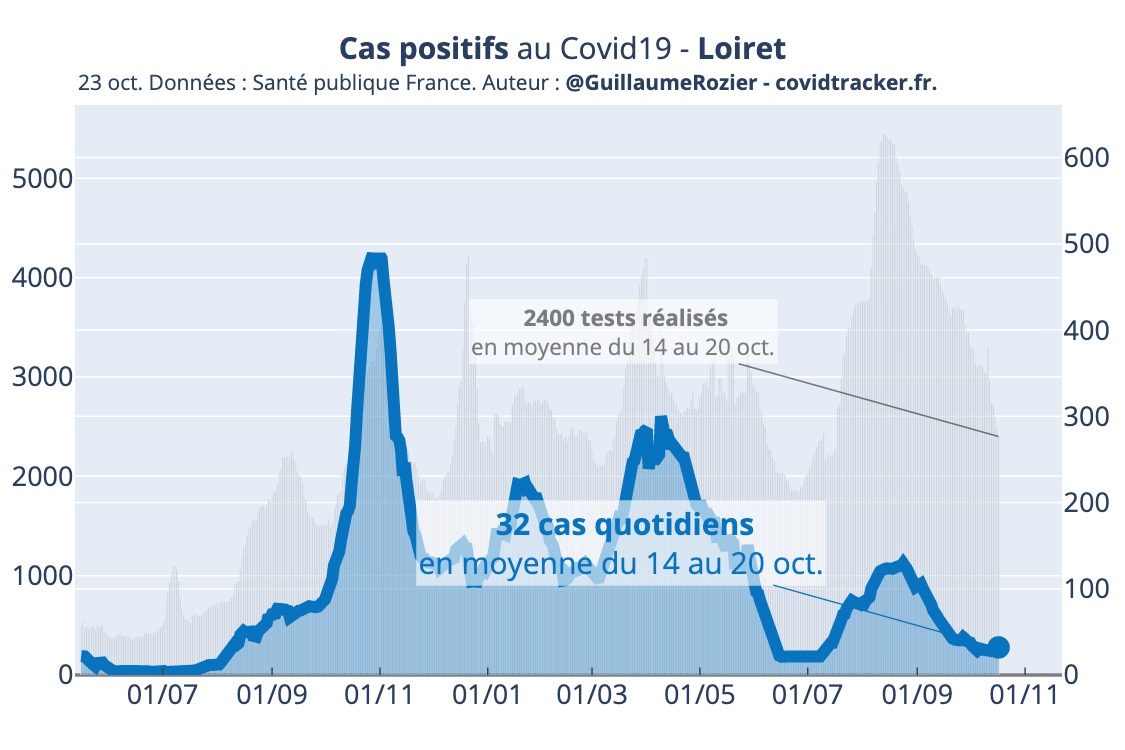 Cas positifs au Covid19 - Loiret
23 oct. Données : Santé publique France. Auteur : @GuillaumeRozier - covidtracker.fr.
600
5000
500
4000
2400 tests réalisés
400
en moyenne du 14 au 20 oct.
3000
300
2000
200
32 cas quotidiens
en moyenne du 14 au 20 oct.
1000
100
0
0
01/07 01/09 01/11 01/01 01/03 01/05 01/07 01/09 01/11